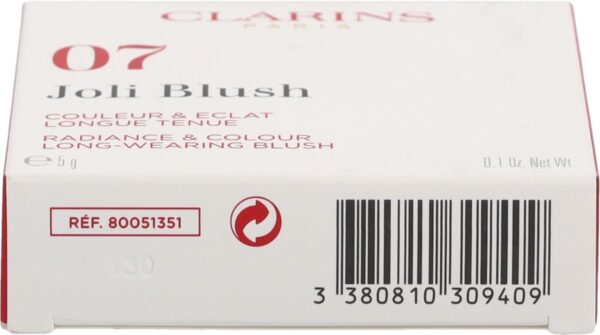 CLARINS
PARIS
07
Joli Blush
COULEUR & ECLAT
LONGUE TENUE
RADIANCE & COLOUR
LONG-WEARING BLUSH
℮ 5 g
0.1 Oz. Net Wt.
RÉF. 80051351
3 380810 309409